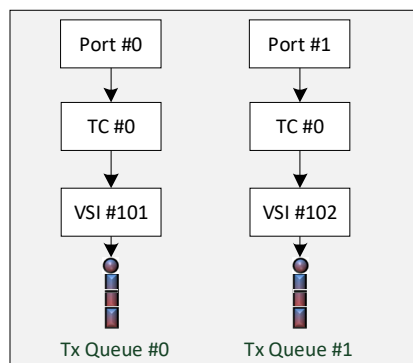 Port #0
Port #1
TC #0
TC #0
VSI #101
VSI #102
Tx Queue #0
Tx Queue #1